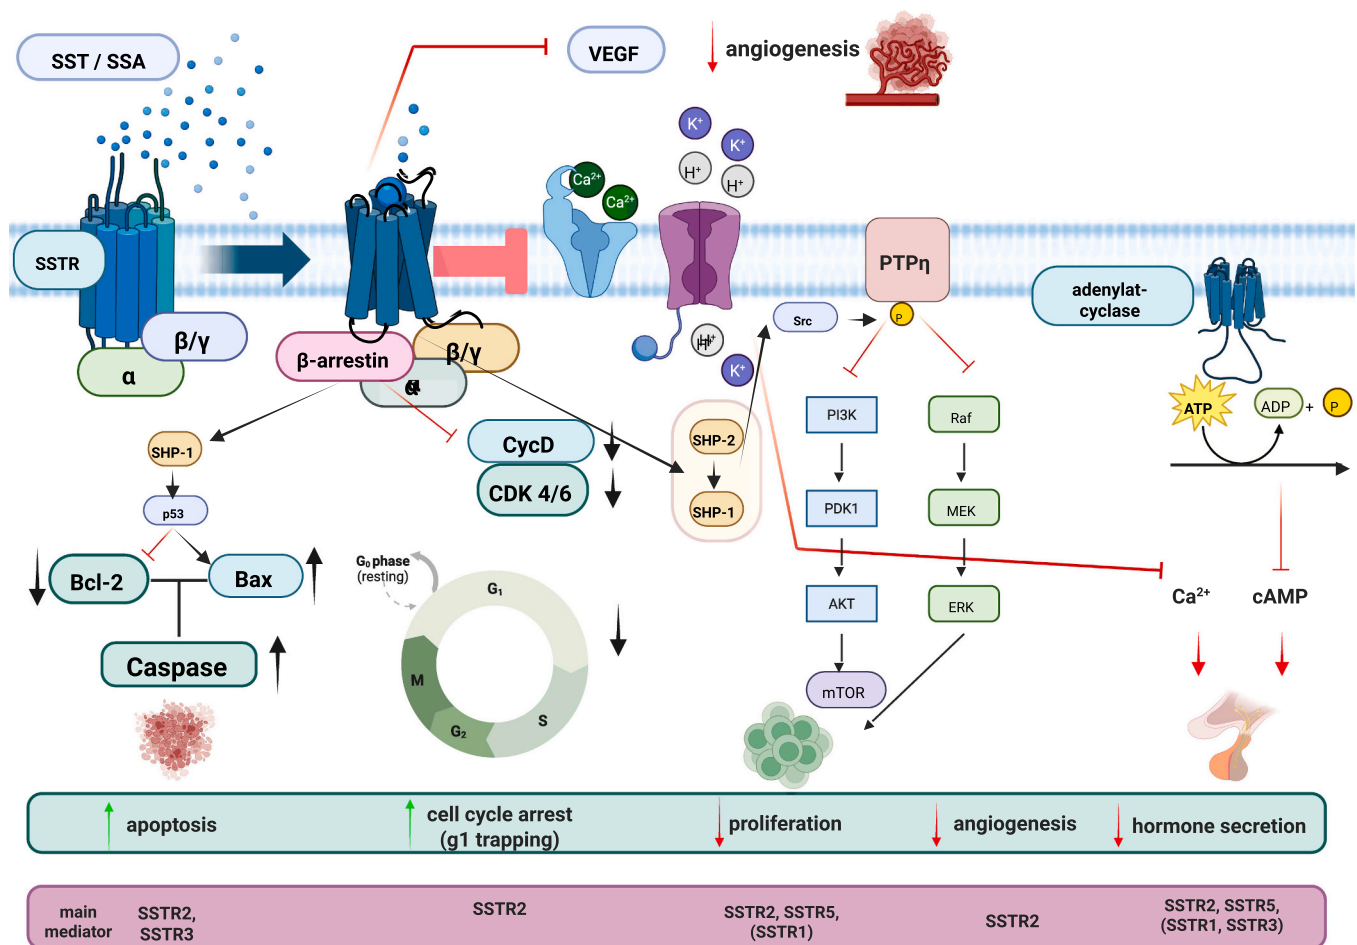 SST / SSA
VEGF
angiogenesis
K⁺
K⁺
H⁺
H⁺
Ca²⁺
Ca²⁺
SSTR
PTPη
adenylat-
cyclase
β/γ
α
β-arrestin
β/γ
α
Src
P
H⁺
K⁺
ATP
ADP
+
P
SHP-1
p53
Bcl-2
Bax
Caspase
CycD
CDK 4/6
SHP-2
SHP-1
PI3K
PDK1
AKT
mTOR
Raf
MEK
ERK
Ca²⁺
cAMP
G₀ phase
(resting)
G₁
S
G₂
M
apoptosis
cell cycle arrest
(g1 trapping)
proliferation
angiogenesis
hormone secretion
main
mediator
SSTR2,
SSTR3
SSTR2
SSTR2, SSTR5,
(SSTR1)
SSTR2
SSTR2, SSTR5,
(SSTR1, SSTR3)